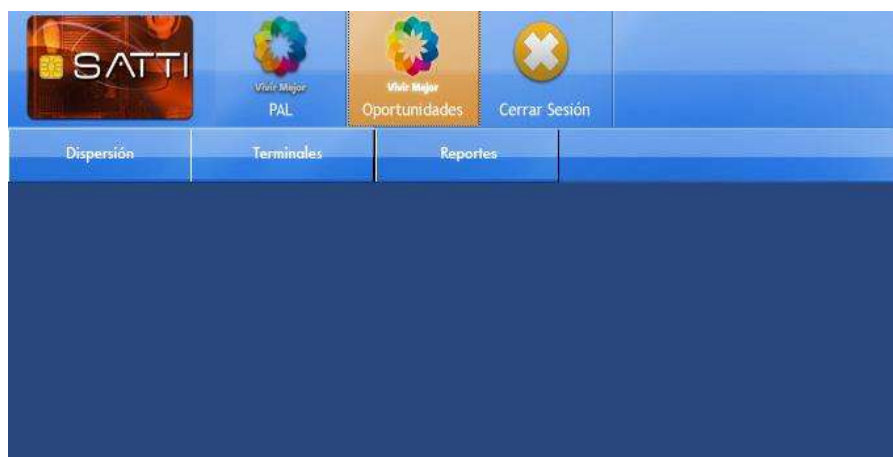 SATTI
Vivir Mejor
PAL
Vivir Mejor
Oportunidades
Cerrar Sesión
Dispersión
Terminales
Reportes